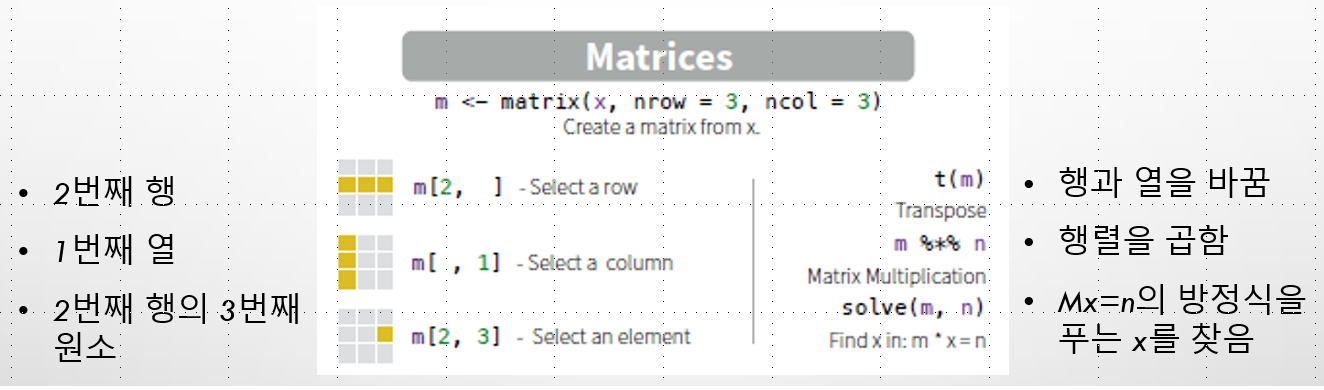 Matrices
m <- matrix(x, nrow = 3, ncol = 3)
Create a matrix from x.
• 2번째 행
• 1번째 열
• 2번째 행의 3번째
원소
m[2, ] - Select a row
m[ , 1] - Select a column
m[2, 3] - Select an element
t(m)
Transpose
m %*% n
Matrix Multiplication
solve(m, n)
Find x in: m * x = n
• 행과 열을 바꿈
• 행렬을 곱함
• Mx=n의 방정식을
푸는 x를 찾음